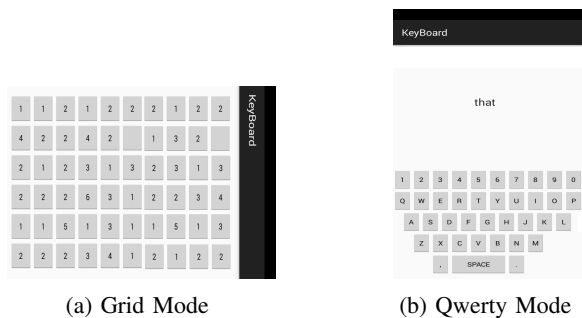 KeyBoard
that
1 1 2 1 2 2 2 1 2 2
4 2 2 4 2 1 3 2
2 1 2 3 1 3 2 3 1 3
2 2 2 6 3 1 2 2 3 4
1 1 5 1 3 1 1 5 1 3
2 2 2 3 4 1 2 1 2 2
KeyBoard
1 2 3 4 5 6 7 8 9 0
Q W E R T Y U I O P
A S D F G H J K L
Z X C V B N M
, SPACE .
(a) Grid Mode
(b) Qwerty Mode